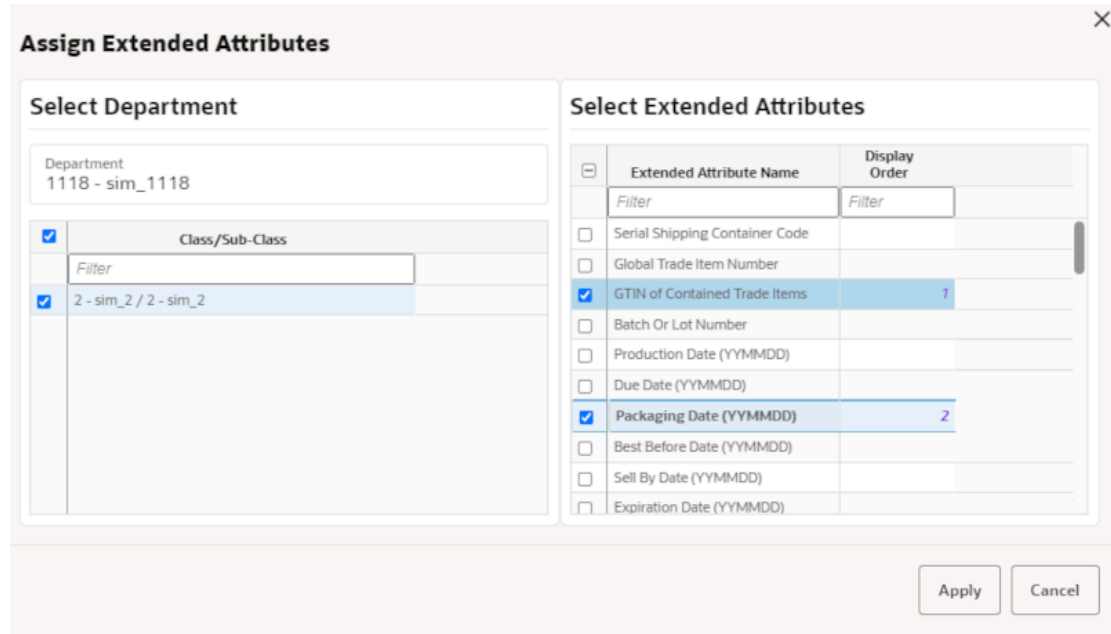 Assign Extended Attributes
Select Department
Department
1118 - sim_1118
Class/Sub-Class
Filter
2 - sim_2 / 2 - sim_2
Select Extended Attributes
Extended Attribute Name
Display
Order
Filter
Filter
Serial Shipping Container Code
Global Trade Item Number
GTIN of Contained Trade Items 1
Batch Or Lot Number
Production Date (YYMMDD)
Due Date (YYMMDD)
Packaging Date (YYMMDD) 2
Best Before Date (YYMMDD)
Sell By Date (YYMMDD)
Expiration Date (YYMMDD)
Apply
Cancel